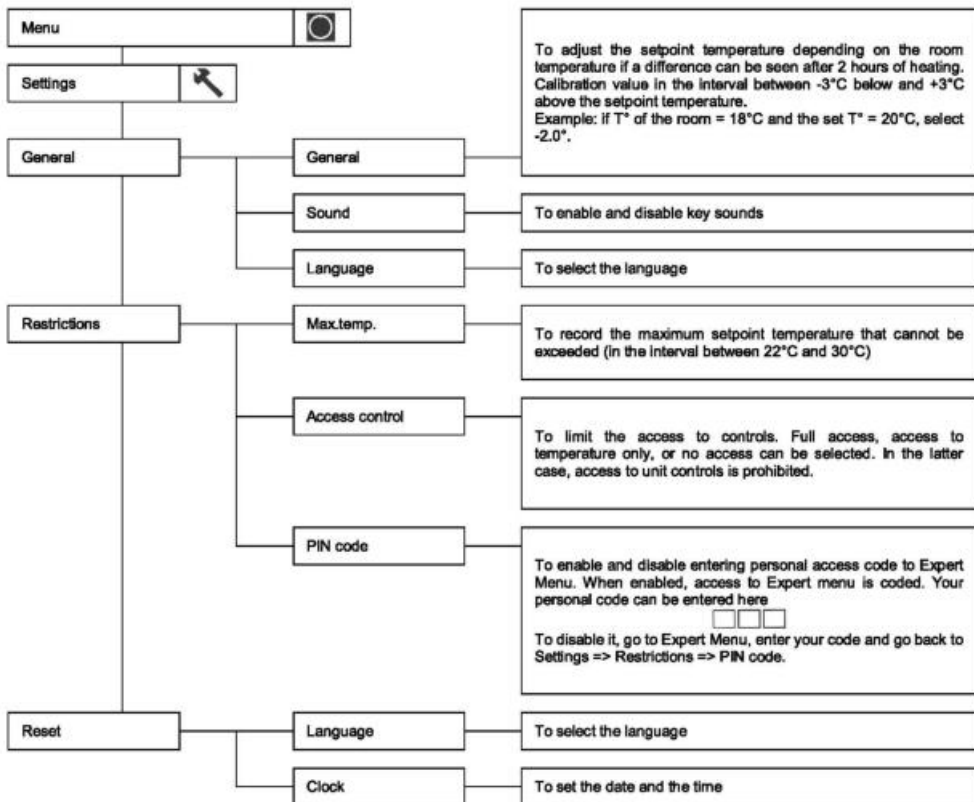 Menu
Settings
To adjust the setpoint temperature depending on the room
temperature if a difference can be seen after 2 hours of heating.
Calibration value in the interval between -3°C below and +3°C
above the setpoint temperature.
Example: if T° of the room = 18°C and the set T° = 20°C, select
-2.0°.
General
General
Sound
To enable and disable key sounds
Language
To select the language
Restrictions
Max.temp.
To record the maximum setpoint temperature that cannot be
exceeded (in the interval between 22°C and 30°C)
Access control
To limit the access to controls. Full access, access to
temperature only, or no access can be selected. In the latter
case, access to unit controls is prohibited.
PIN code
To enable and disable entering personal access code to Expert
Menu. When enabled, access to Expert menu is coded. Your
personal code can be entered here
To disable it, go to Expert Menu, enter your code and go back to
Settings => Restrictions => PIN code.
Reset
Language
To select the language
Clock
To set the date and the time